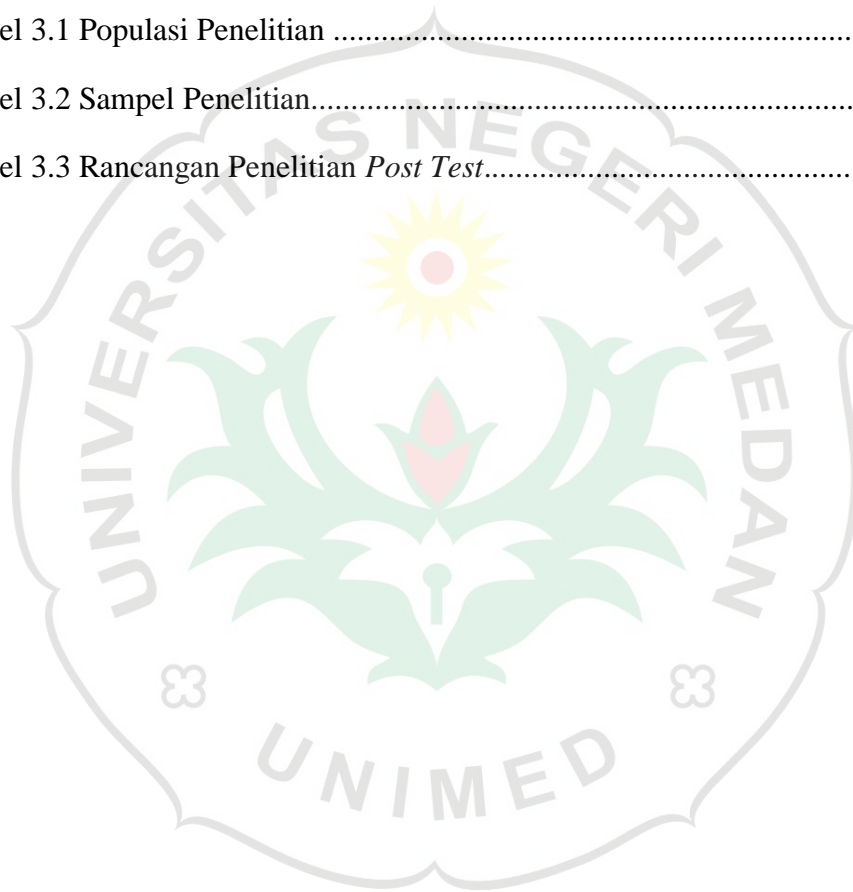 el 3.1 Populasi Penelitian ................................................................
el 3.2 Sampel Penelitian...................................................................
el 3.3 Rancangan Penelitian Post Test.............................................
UNIVERSITAS NEGERI MEDAN
UNIMED